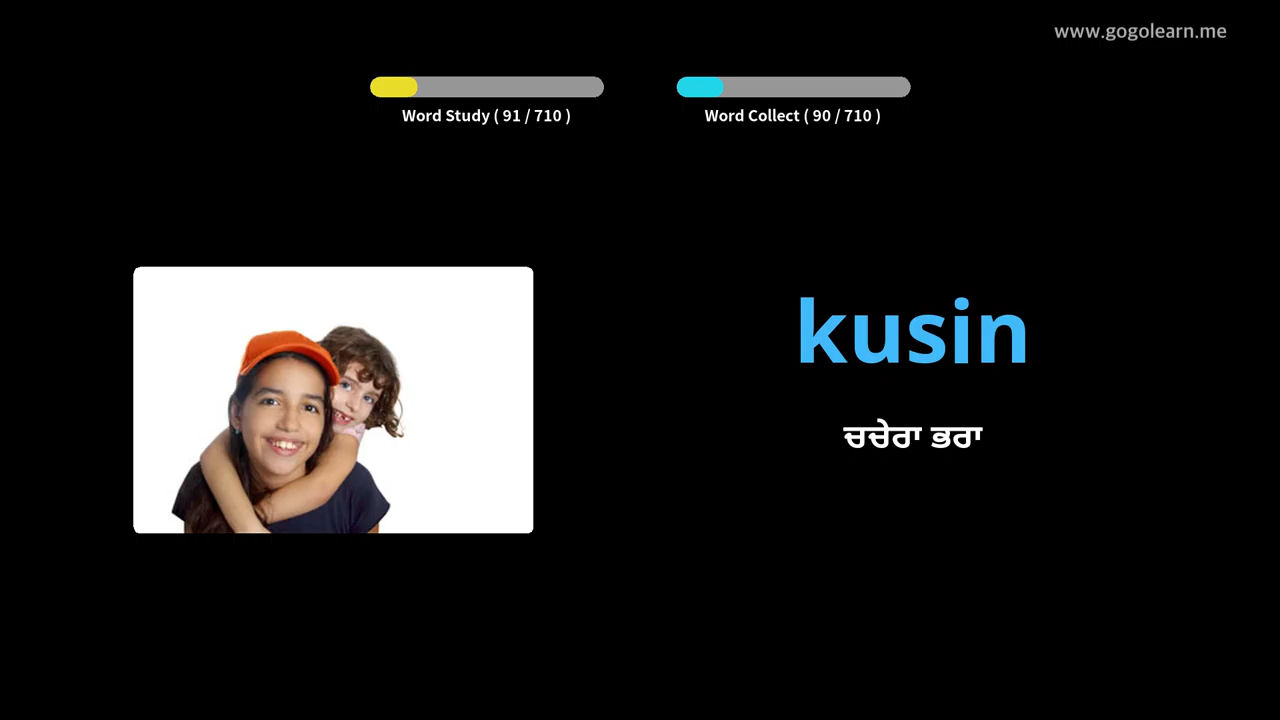 www.gogolearn.me
Word Study ( 91 / 710 )
Word Collect ( 90 / 710 )
kusin
ਚਚੇਰਾ ਭਰਾ